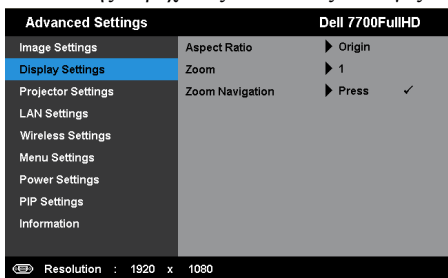 Advanced Settings Dell 7700FullHD
Image Settings Aspect Ratio Origin
Display Settings Zoom 1
Projector Settings Zoom Navigation Press ✓
LAN Settings
Wireless Settings
Menu Settings
Power Settings
PIP Settings
Information
Resolution : 1920 x 1080